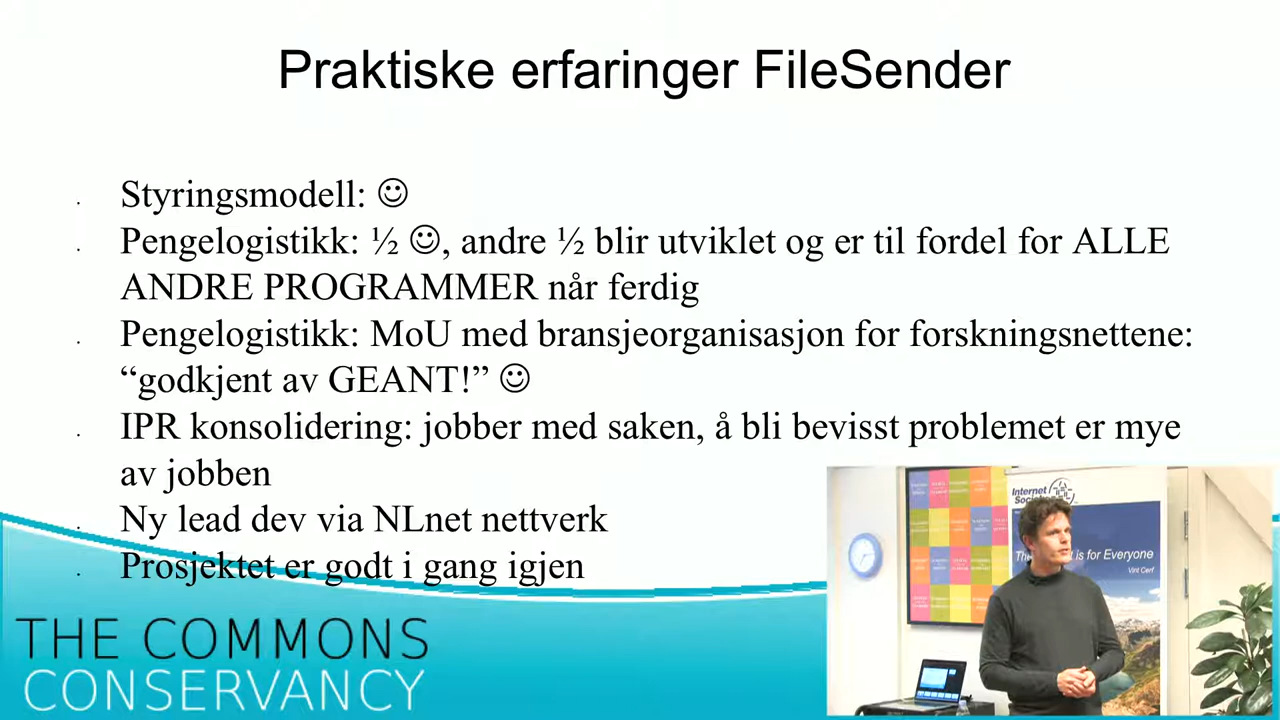 Praktiske erfaringer FileSender
. Styringsmodell: ☺
. Pengelogistikk: ½ ☺, andre ½ blir utviklet og er til fordel for ALLE
ANDRE PROGRAMMER når ferdig
. Pengelogistikk: MoU med bransjeorganisasjon for forskningsnettene:
“godkjent av GEANT!” ☺
. IPR konsolidering: jobber med saken, å bli bevisst problemet er mye
av jobben
. Ny lead dev via NLnet nettverk
. Prosjektet er godt i gang igjen
THE COMMONS
CONSERVANCY
Internet
is for Everyone
Vint Cerf